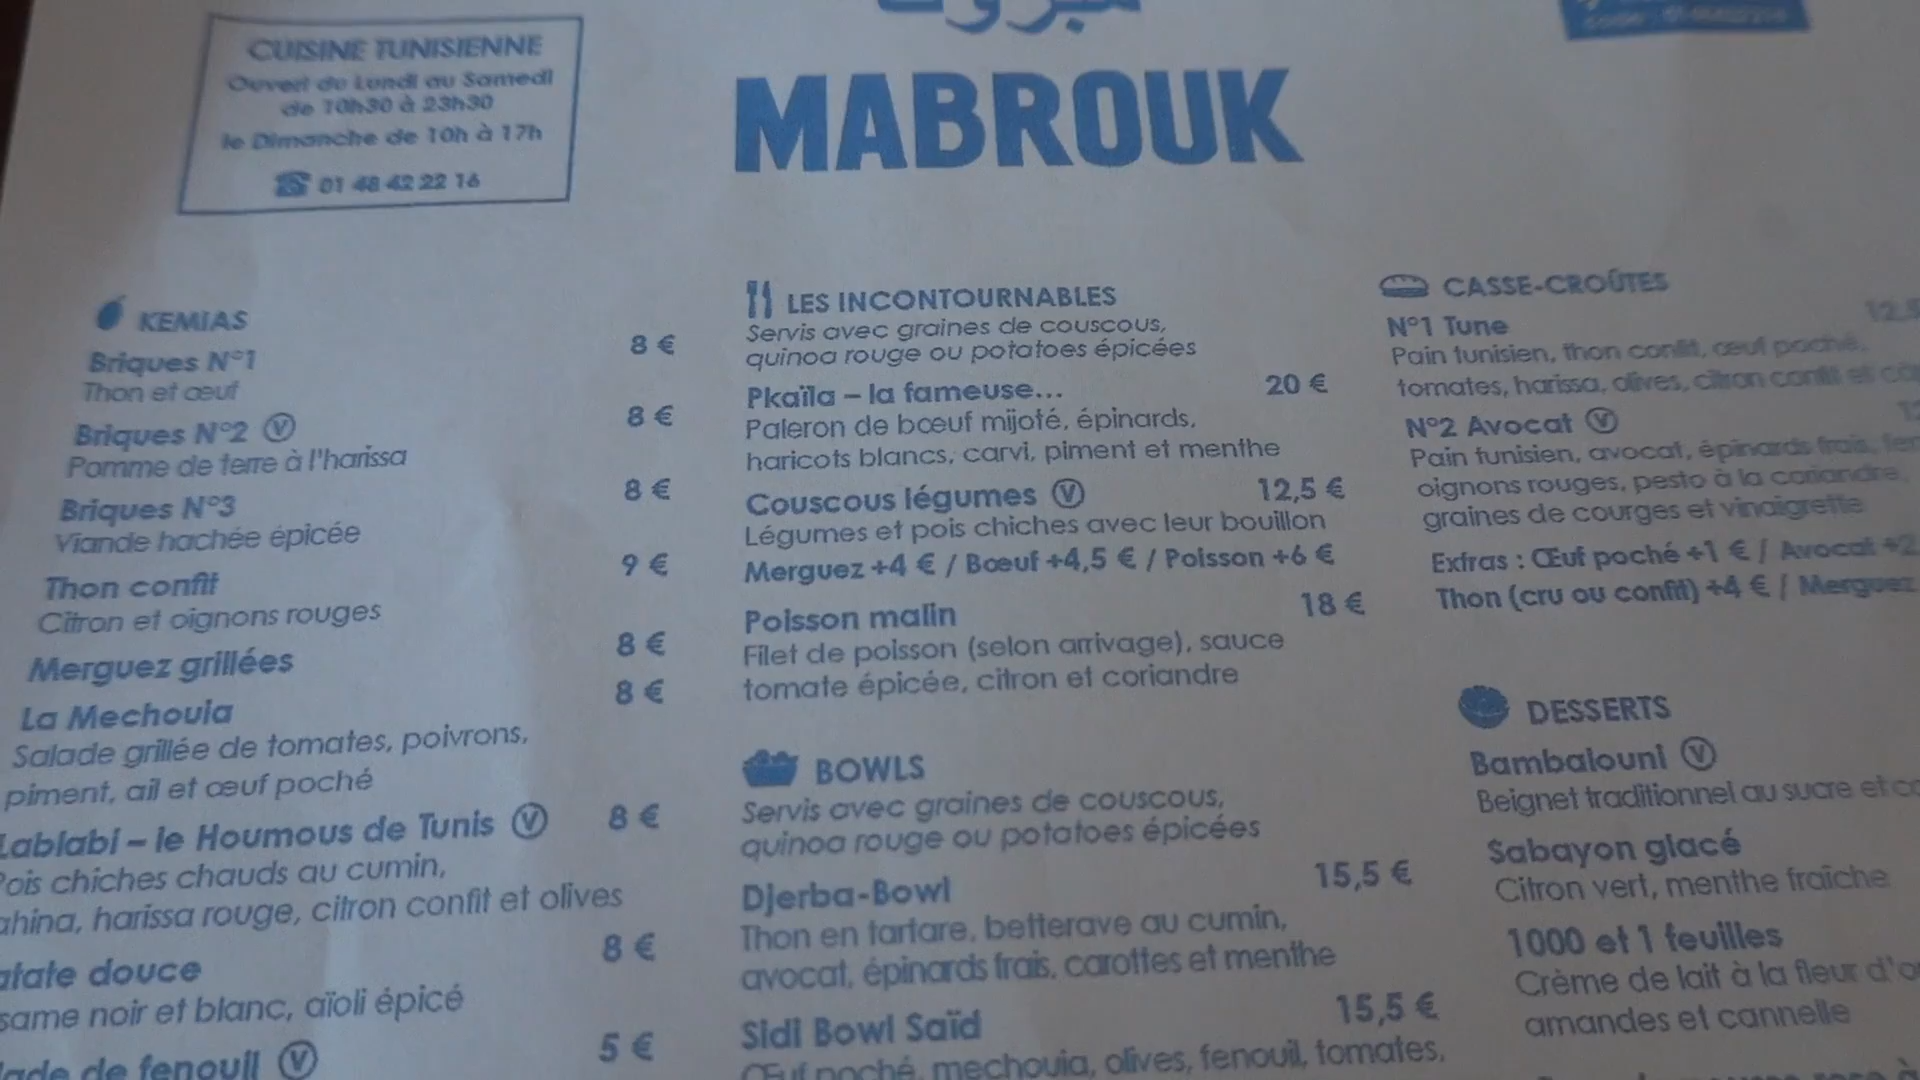 CUISINE TUNISIENNE
Ouvert du Lundi au Samedi
de 10h30 à 23h30
le Dimanche de 10h à 17h
01 48 42 22 16
MABROUK
KEMIAS
Briques N°1 8 €
Thon et œuf
Briques N°2 V 8 €
Pomme de terre à l'harissa
Briques N°3 8 €
Viande hachée épicée
Thon confit 9 €
Citron et oignons rouges
Merguez grillées 8 €
La Mechouia 8 €
Salade grillée de tomates, poivrons,
piment, ail et œuf poché
Lablabi – le Houmous de Tunis V 8 €
Pois chiches chauds au cumin,
ahina, harissa rouge, citron confit et olives
atate douce 8 €
same noir et blanc, aïoli épicé
lade de fenouil V 5 €
LES INCONTOURNABLES
Servis avec graines de couscous,
quinoa rouge ou potatoes épicées
Pkaïla – la fameuse... 20 €
Paleron de bœuf mijoté, épinards,
haricots blancs, carvi, piment et menthe
Couscous légumes V 12,5 €
Légumes et pois chiches avec leur bouillon
Merguez +4 € / Bœuf +4,5 € / Poisson +6 €
Poisson malin 18 €
Filet de poisson (selon arrivage), sauce
tomate épicée, citron et coriandre
BOWLS
Servis avec graines de couscous,
quinoa rouge ou potatoes épicées
Djerba-Bowl 15,5 €
Thon en tartare, betterave au cumin,
avocat, épinards frais, carottes et menthe
Sidi Bowl Saïd 15,5 €
Œuf poché, mechouia, olives, fenouil, tomates,
CASSE-CROÛTES
N°1 Tune
Pain tunisien, thon confit, œuf poché,
tomates, harissa, olives, citron confit et
N°2 Avocat V
Pain tunisien, avocat, épinards frais,
oignons rouges, pesto à la coriandre,
graines de courges et vinaigrette
Extras : Œuf poché +1 € / Avocat +2
Thon (cru ou confit) +4 € / Merguez
DESSERTS
Bambalouni V
Beignet traditionnel au sucre et
Sabayon glacé
Citron vert, menthe fraîche
1000 et 1 feuilles
Crème de lait à la fleur d'o
amandes et cannelle